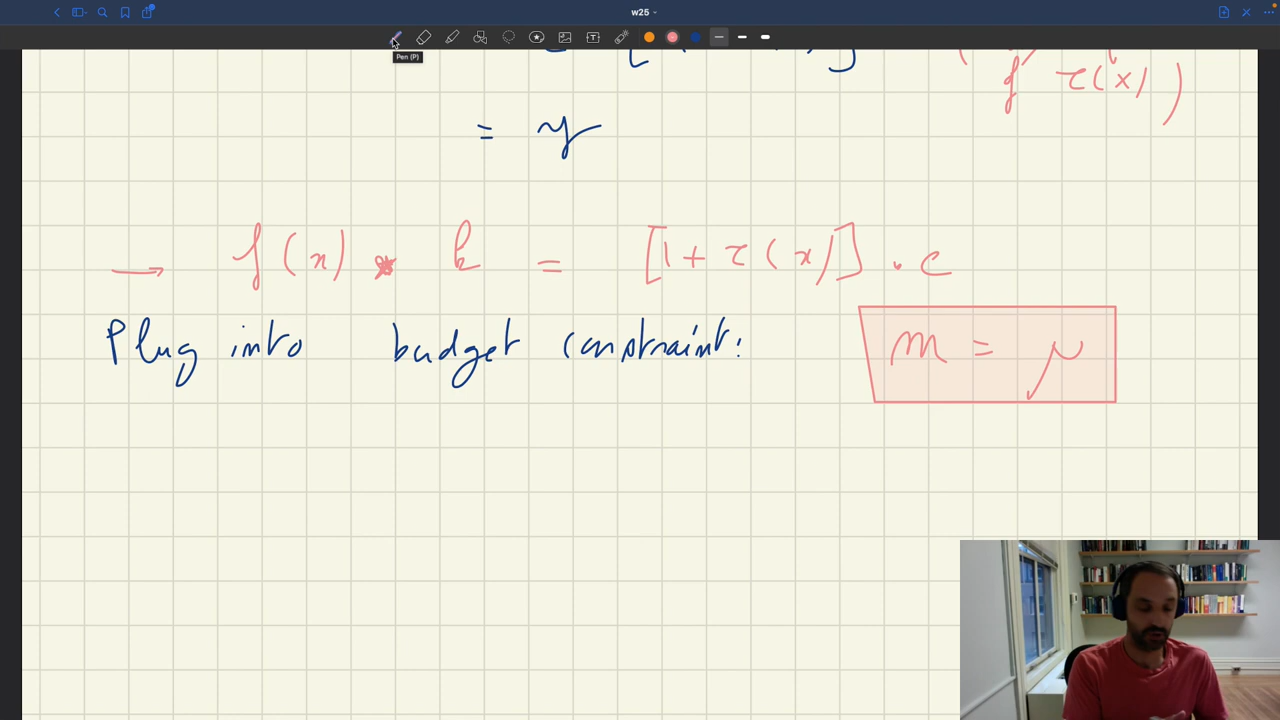 w25
Pen (P)
f τ(x))
= y
→ f(x) * k = [1 + τ(x)] . c
Plug into budget constraint:
m = μ